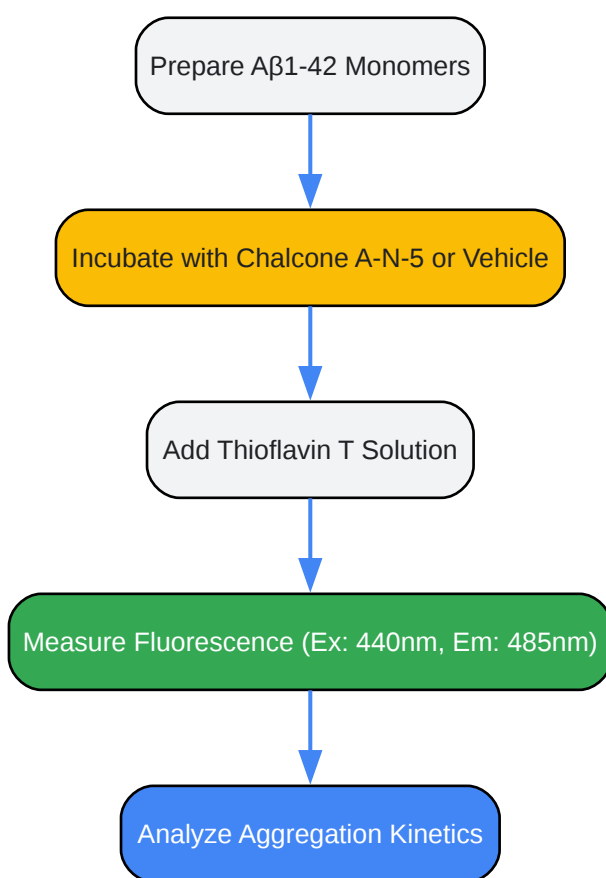 Prepare Aβ1-42 Monomers
Incubate with Chalcone A-N-5 or Vehicle
Add Thioflavin T Solution
Measure Fluorescence (Ex: 440nm, Em: 485nm)
Analyze Aggregation Kinetics